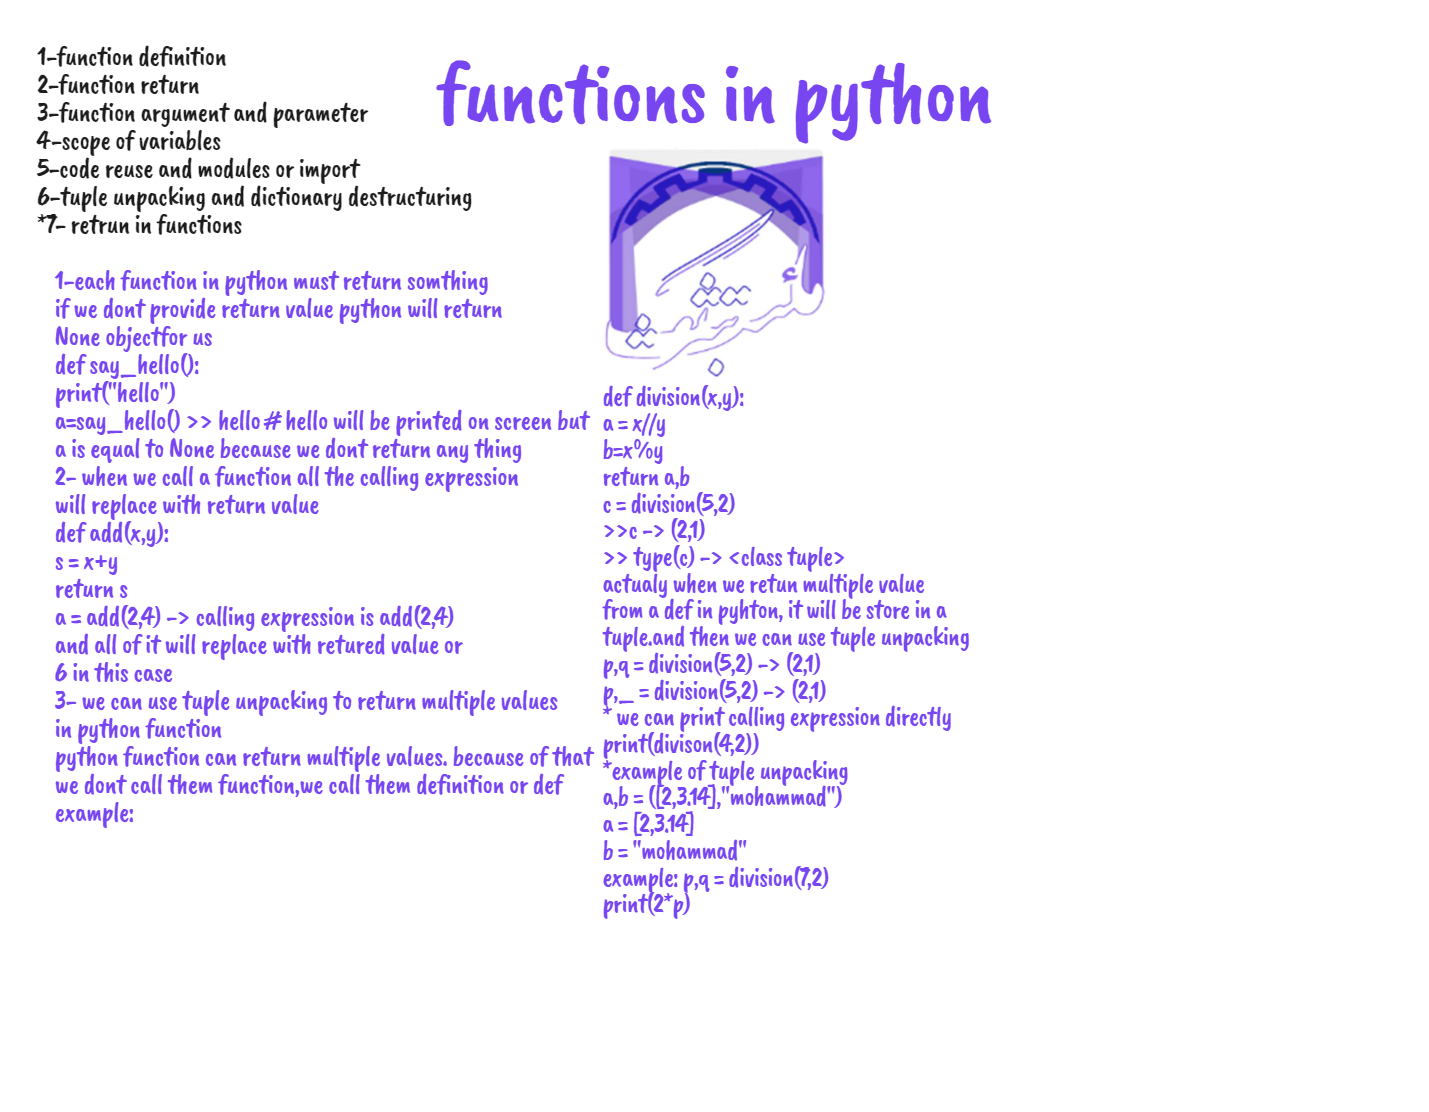 1-function definition
2-function return
3-function argument and parameter
4-scope of variables
5-code reuse and modules or import
6-tuple unpacking and dictionary destructuring
*7- retrun in functions
functions in python
1-each function in python must return somthing
if we dont provide return value python will return
None objectfor us
def say_hello():
print("hello")
a=say_hello() >> hello#hello will be printed on screen but
a is equal to None because we dont return any thing
2- when we call a function all the calling expression
will replace with return value
def add(x,y):
s = x+y
return s
a = add(2,4) -> calling expression is add(2,4)
and all of it will replace with retured value or
6 in this case
3- we can use tuple unpacking to return multiple values
in python function
python function can return multiple values. because of that
we dont call them function,we call them definition or def
example:
def division(x,y):
a = x//y
b=x%y
return a,b
c = division(5,2)
>>c -> (2,1)
>> type(c) -> <class tuple>
actualy when we retun multiple value
from a def in pyhton, it will be store in a
tuple.and then we can use tuple unpacking
p,q = division(5,2) -> (2,1)
p,_ = division(5,2) -> (2,1)
* we can print calling expression directly
print(divison(4,2))
*example of tuple unpacking
a,b = ([2,3.14],"mohammad")
a = [2,3.14]
b = "mohammad"
example: p,q = division(7,2)
print(2*p)